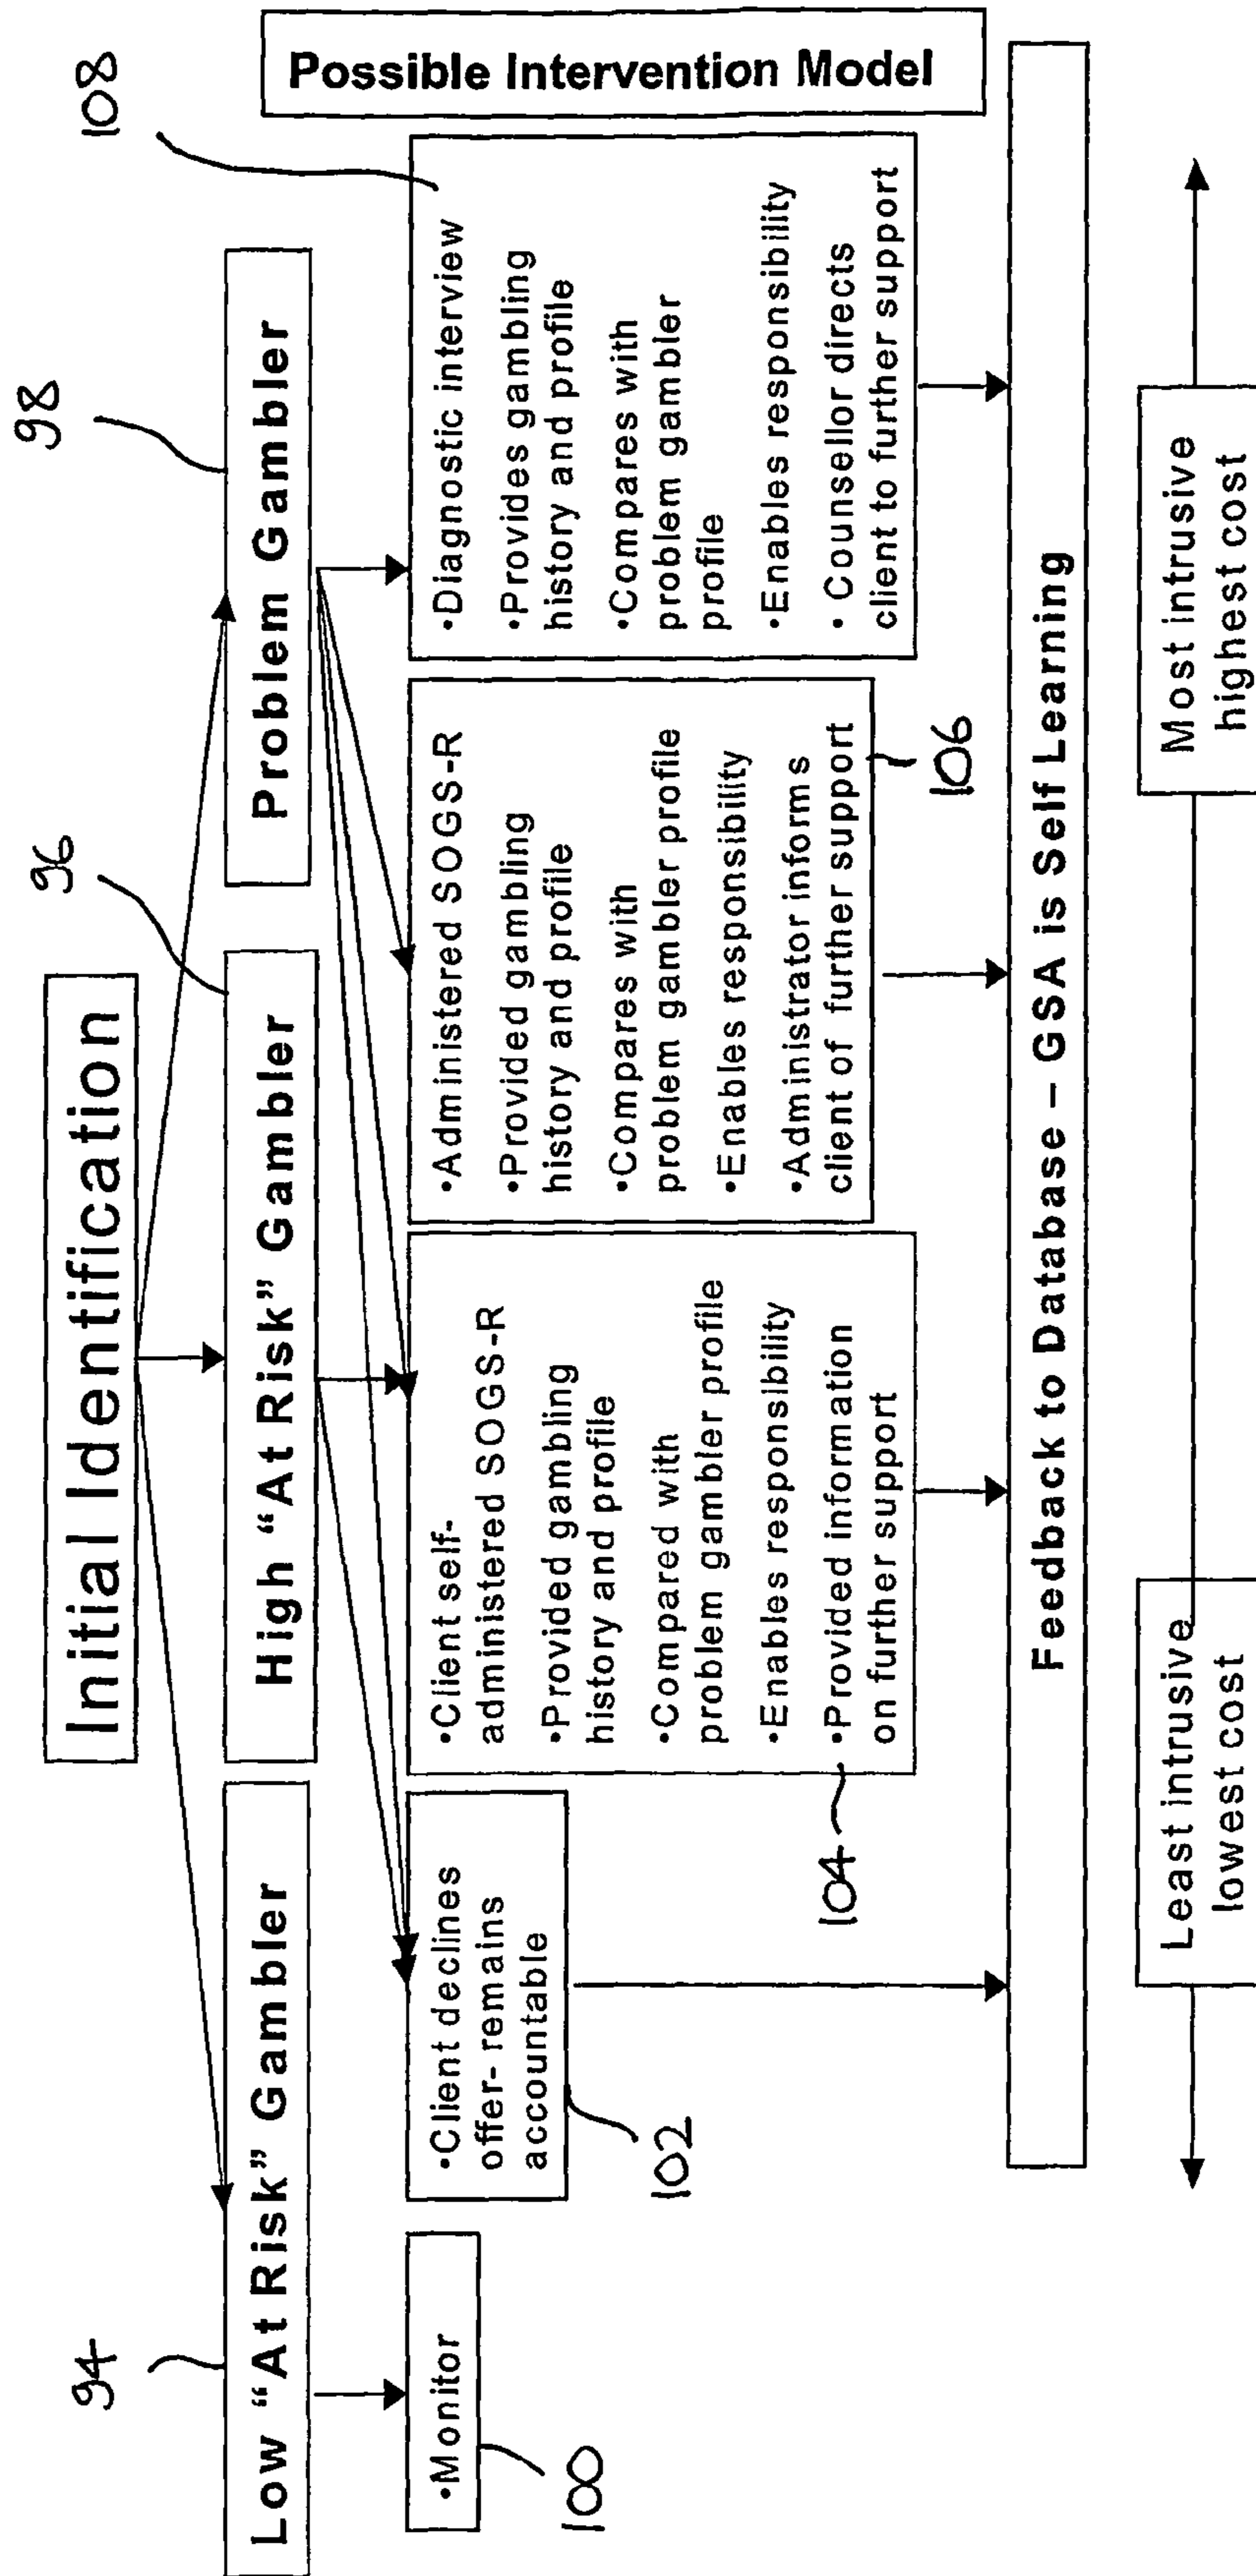 Initial Identification
94
96
98
Low “At Risk” Gambler
High “At Risk” Gambler
Problem Gambler
108
•Monitor
100
•Client declines
offer-remains
accountable
102
•Client self-
administered SOGS-R
•Provided gambling
history and profile
•Compared with
problem gambler profile
•Enables responsibility
•Provided information
on further support
104
•Administered SOGS-R
•Provided gambling
history and profile
•Compares with
problem gambler profile
•Enables responsibility
•Administrator informs
client of further support
106
•Diagnostic interview
•Provides gambling
history and profile
•Compares with
problem gambler
profile
•Enables responsibility
• Counsellor directs
client to further support
Possible Intervention Model
Feedback to Database – GSA is Self Learning
Least intrusive
lowest cost
Most intrusive
highest cost